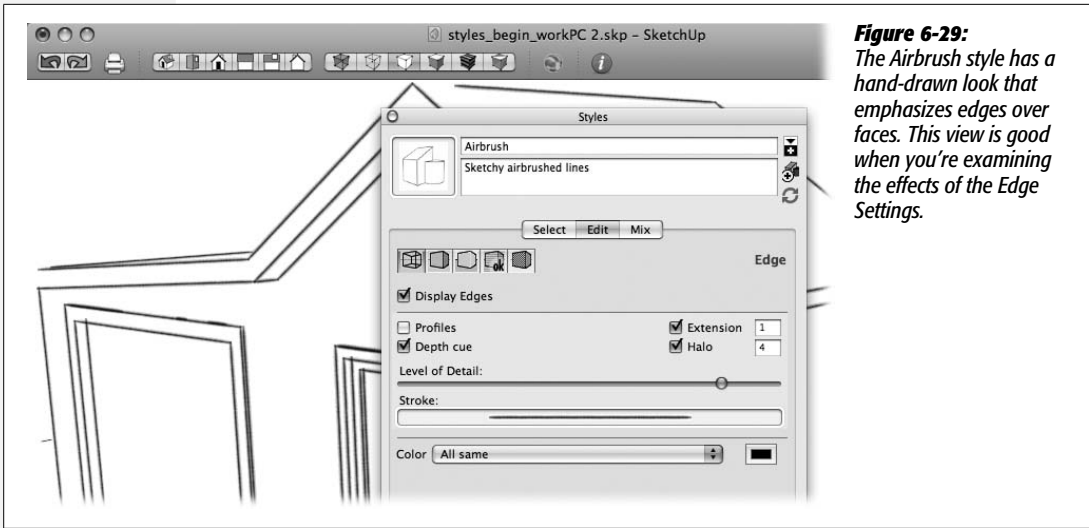 styles_begin_workPC 2.skp – SketchUp
Styles
Airbrush
Sketchy airbrushed lines
Select Edit Mix
ok
Edge
Display Edges
Profiles
Extension 1
Depth cue
Halo 4
Level of Detail:
Stroke:
Color All same
Figure 6-29:
The Airbrush style has a
hand-drawn look that
emphasizes edges over
faces. This view is good
when you're examining
the effects of the Edge
Settings.